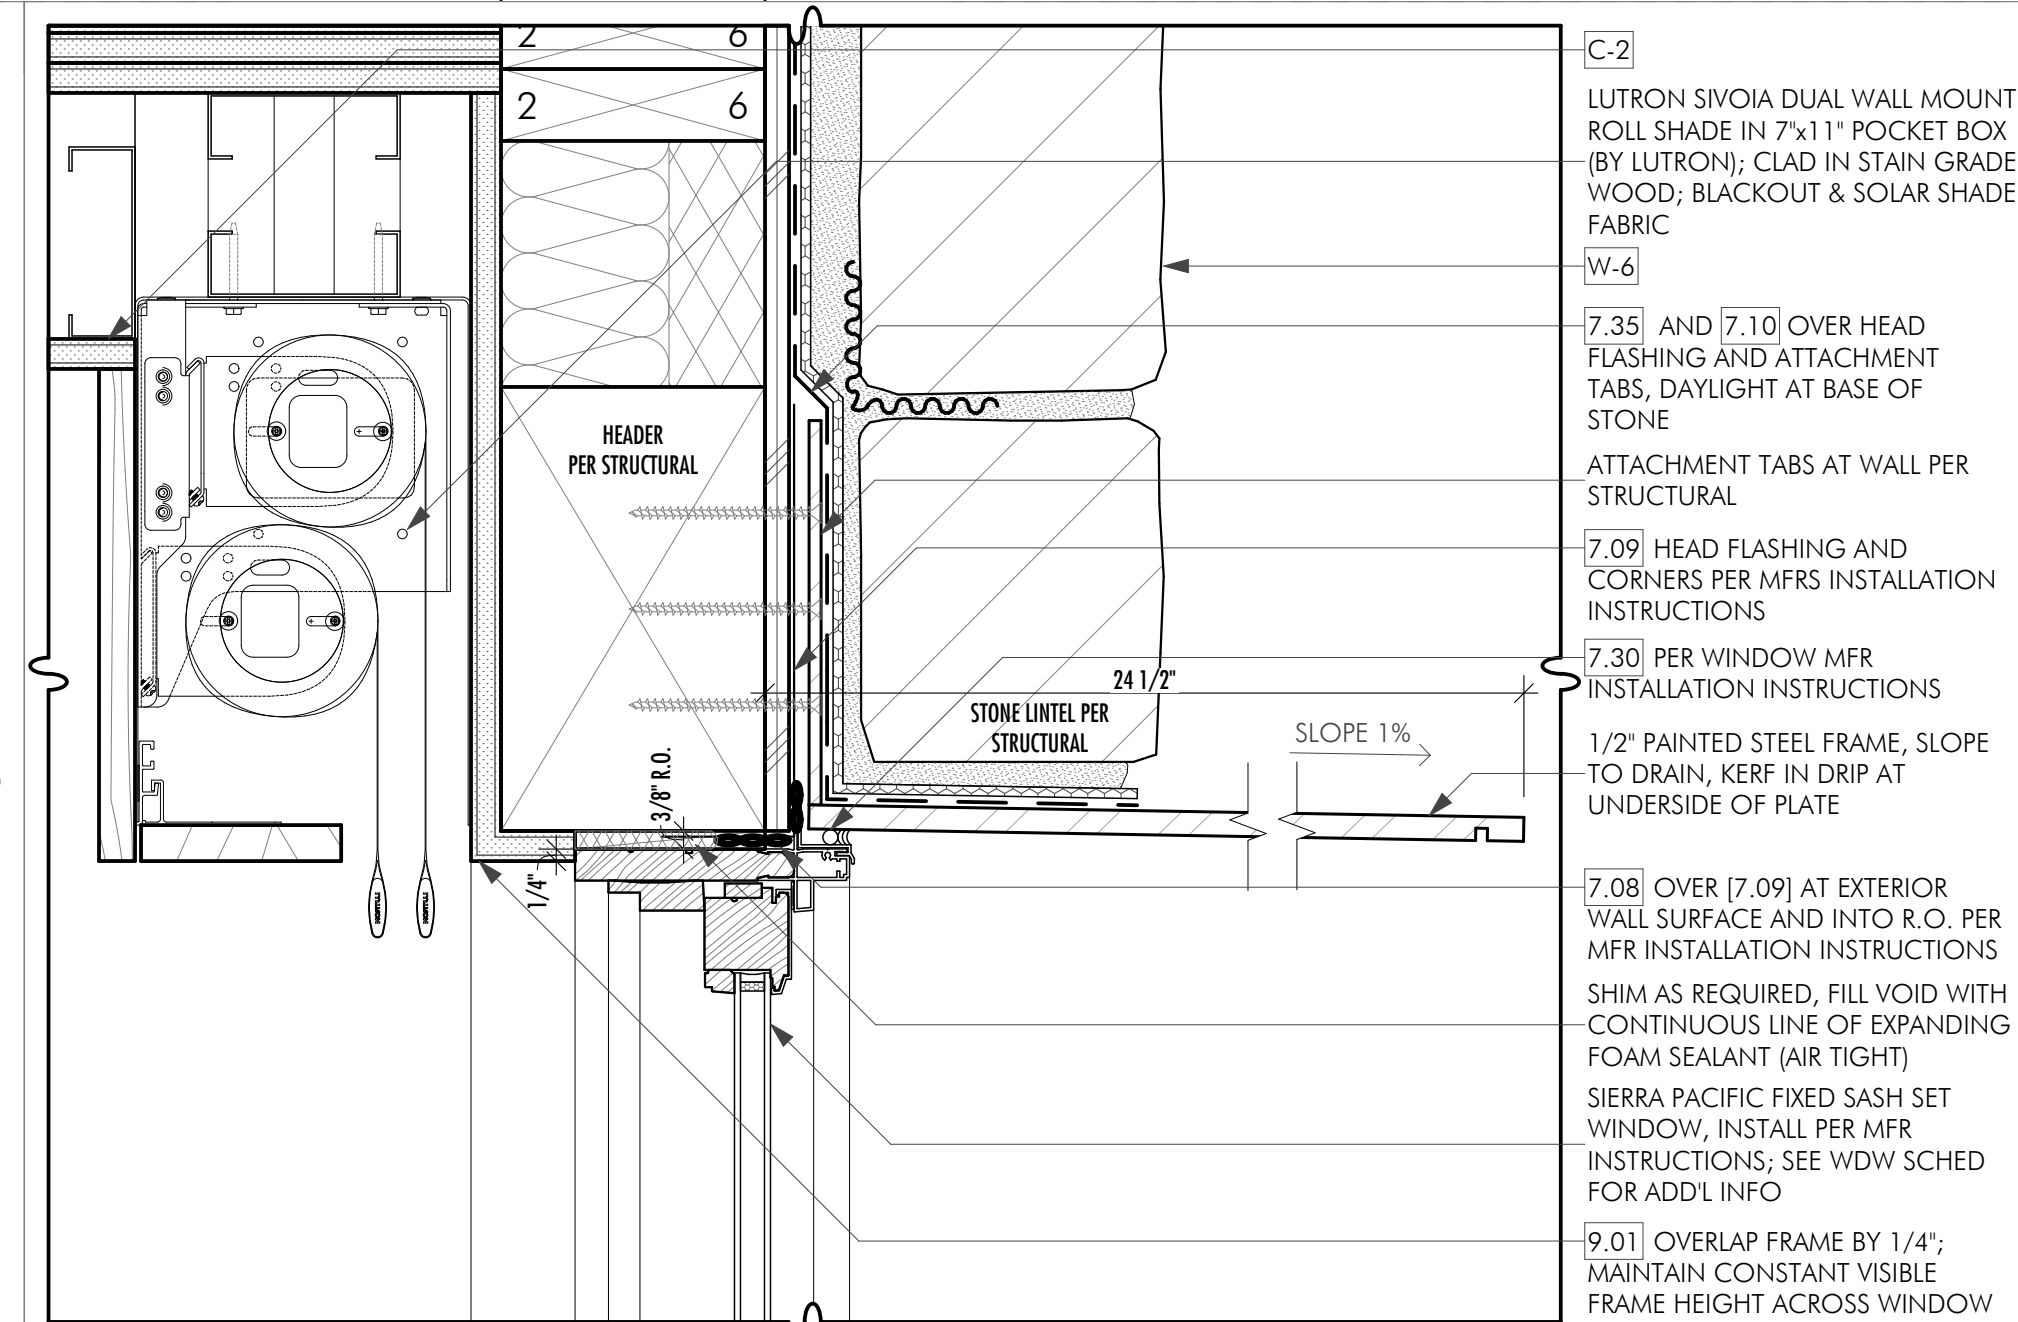 2 6
2 6
HEADER
PER STRUCTURAL
24 1/2"
STONE LINTEL PER
STRUCTURAL
SLOPE 1%
3/8" R.O.
1/4"
LUTRON
LUTRON
C-2
LUTRON SIVOIA DUAL WALL MOUNT
ROLL SHADE IN 7"x11" POCKET BOX
(BY LUTRON); CLAD IN STAIN GRADE
WOOD; BLACKOUT & SOLAR SHADE
FABRIC
W-6
7.35 AND 7.10 OVER HEAD
FLASHING AND ATTACHMENT
TABS, DAYLIGHT AT BASE OF
STONE
ATTACHMENT TABS AT WALL PER
STRUCTURAL
7.09 HEAD FLASHING AND
CORNERS PER MFRS INSTALLATION
INSTRUCTIONS
7.30 PER WINDOW MFR
INSTALLATION INSTRUCTIONS
1/2" PAINTED STEEL FRAME, SLOPE
TO DRAIN, KERF IN DRIP AT
UNDERSIDE OF PLATE
7.08 OVER [7.09] AT EXTERIOR
WALL SURFACE AND INTO R.O. PER
MFR INSTALLATION INSTRUCTIONS
SHIM AS REQUIRED, FILL VOID WITH
CONTINUOUS LINE OF EXPANDING
FOAM SEALANT (AIR TIGHT)
SIERRA PACIFIC FIXED SASH SET
WINDOW, INSTALL PER MFR
INSTRUCTIONS; SEE WDW SCHED
FOR ADD'L INFO
9.01 OVERLAP FRAME BY 1/4";
MAINTAIN CONSTANT VISIBLE
FRAME HEIGHT ACROSS WINDOW